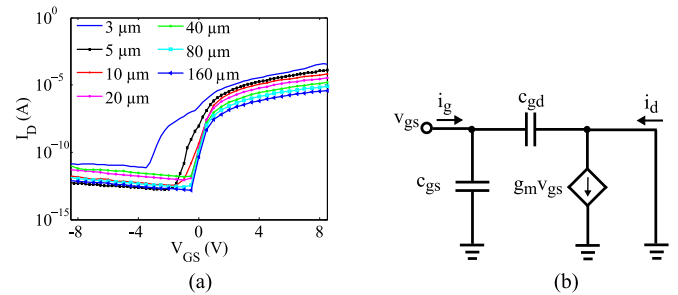 10^0
10^-5
10^-10
10^-15
I_D (A)
3 µm
5 µm
10 µm
20 µm
40 µm
80 µm
160 µm
-8 -4 0 4 8
V_GS (V)
(a)
v_gs
i_g
c_gd
i_d
c_gs
g_m v_gs
(b)